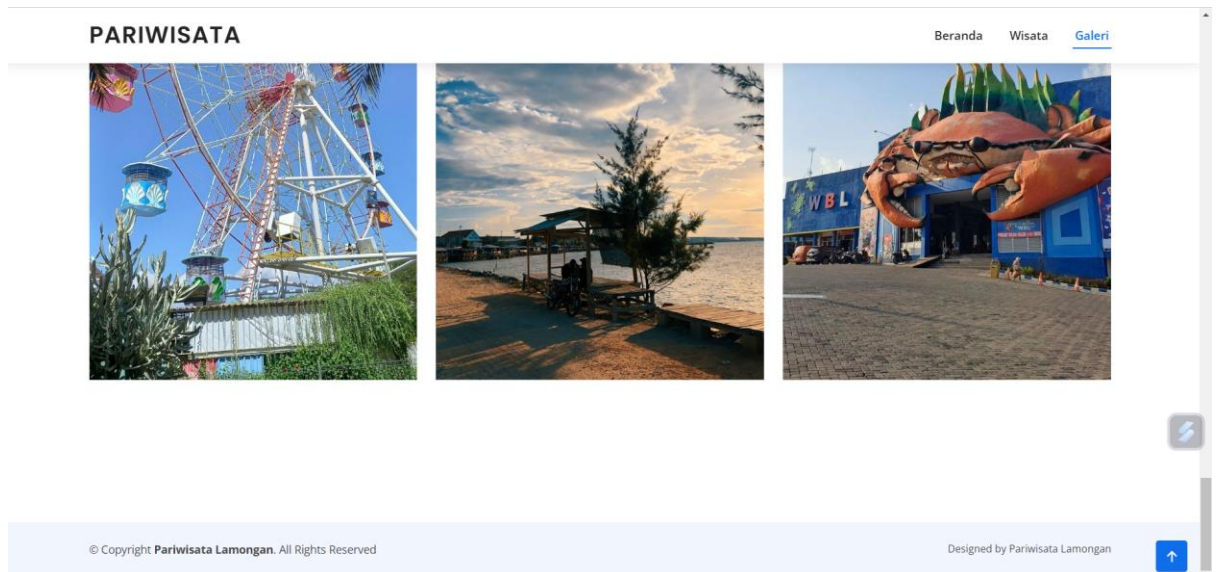 PARIWISATA
Beranda Wisata Galeri
WBL
© Copyright Pariwisata Lamongan. All Rights Reserved
Designed by Pariwisata Lamongan